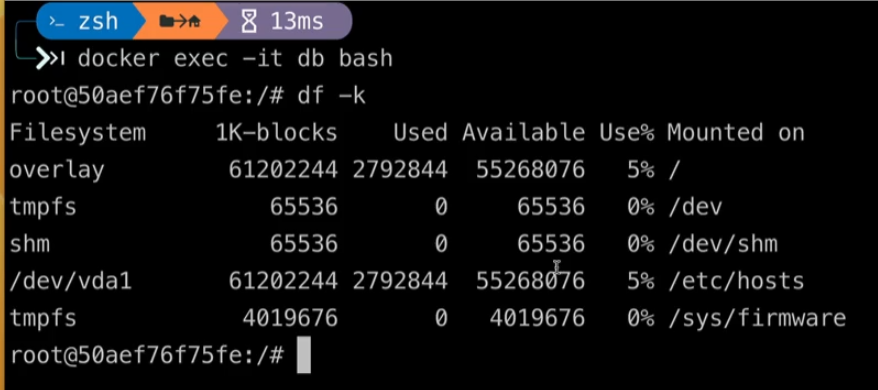 >_ zsh 13ms
docker exec -it db bash
root@50aef76f75fe:/# df -k
Filesystem     1K-blocks    Used Available Use% Mounted on
overlay         61202244 2792844  55268076   5% /
tmpfs              65536       0     65536   0% /dev
shm                65536       0     65536   0% /dev/shm
/dev/vda1       61202244 2792844  55268076   5% /etc/hosts
tmpfs            4019676       0   4019676   0% /sys/firmware
root@50aef76f75fe:/#